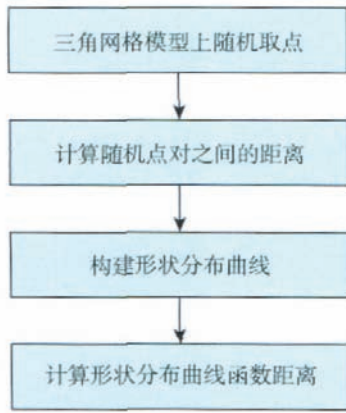 三角网格模型上随机取点
计算随机点对之间的距离
构建形状分布曲线
计算形状分布曲线函数距离